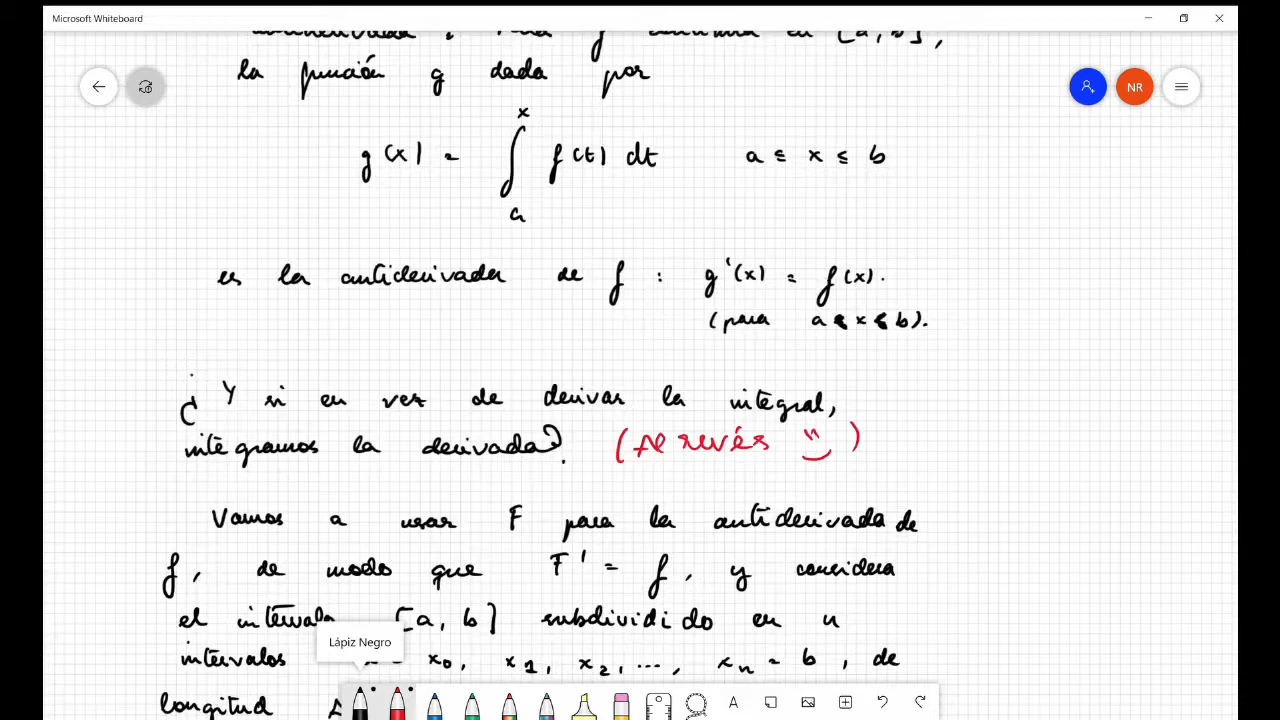 Microsoft Whiteboard
[a, b],
la función g dada por
NR
x
g(x) = ∫ f(t) dt a ≤ x ≤ b
a
es la antiderivada de f : g'(x) = f(x).
(para a < x < b).
¿Y si en vez de derivar la integral,
integramos la derivada?. (Al revés ¨)
Vamos a usar F para la antiderivada de
f, de modo que F' = f, y considera
el intervalo [a, b] subdividido en n
Lápiz Negro
intervalos x0, x1, x2, ..., xn = b, de
longitud
A